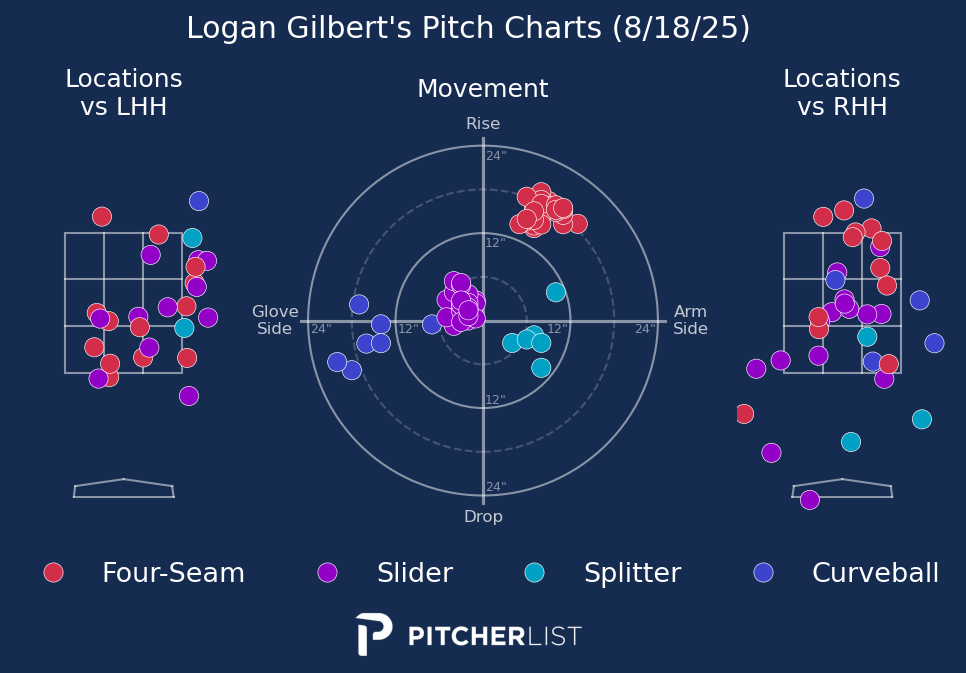 Logan Gilbert's Pitch Charts (8/18/25)
Locations
vs LHH
Movement
Locations
vs RHH
Rise
24"
12"
Glove
Side
24"
12"
12"
24"
Arm
Side
12"
24"
Drop
Four-Seam
Slider
Splitter
Curveball
PITCHERLIST